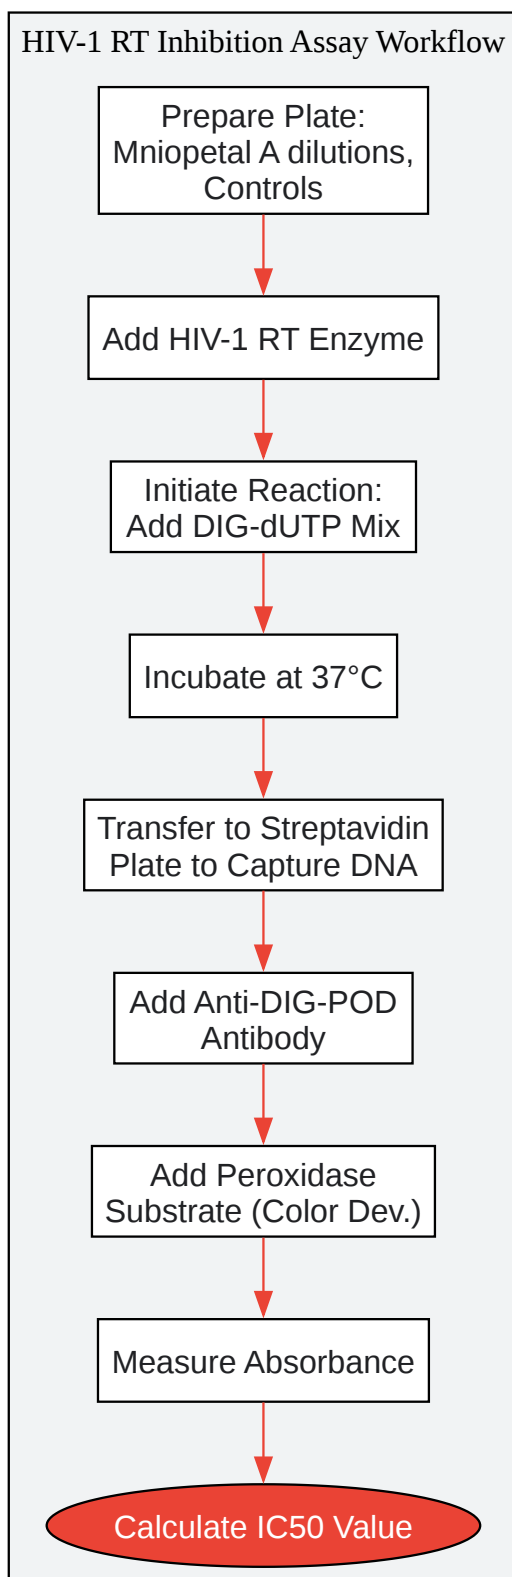 HIV-1 RT Inhibition Assay Workflow
Prepare Plate:
Mniopetal A dilutions,
Controls
Add HIV-1 RT Enzyme
Initiate Reaction:
Add DIG-dUTP Mix
Incubate at 37°C
Transfer to Streptavidin
Plate to Capture DNA
Add Anti-DIG-POD
Antibody
Add Peroxidase
Substrate (Color Dev.)
Measure Absorbance
Calculate IC50 Value